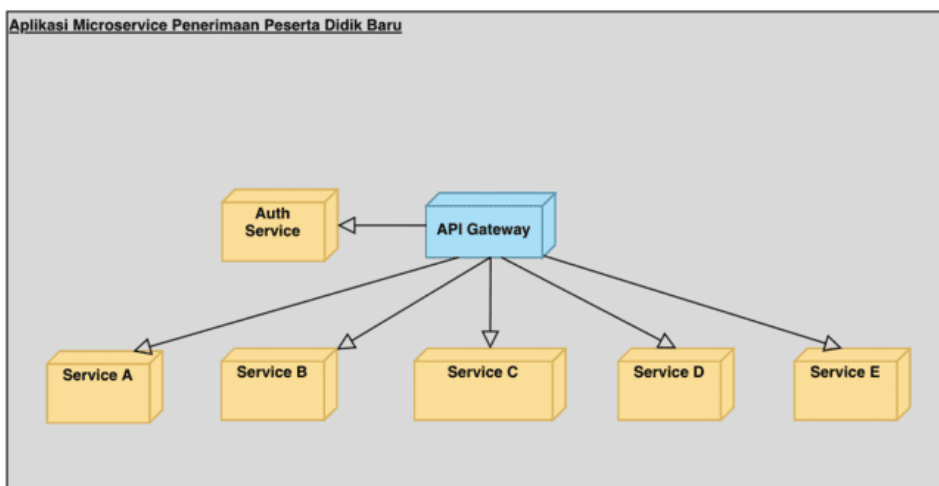 Aplikasi Microservice Penerimaan Peserta Didik Baru
Auth
Service
API Gateway
Service A
Service B
Service C
Service D
Service E